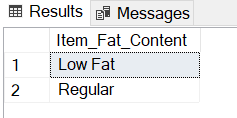 Results Messages
Item_Fat_Content
1 Low Fat
2 Regular